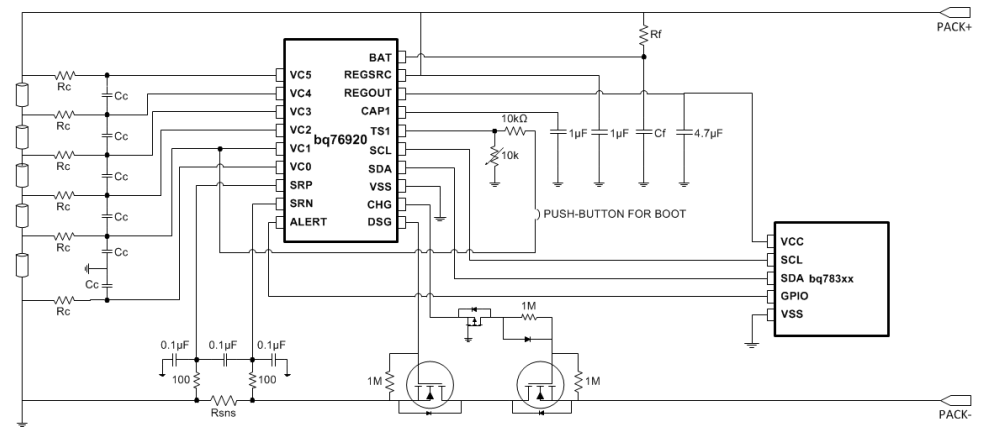 PACK+
Rf
BAT
VC5
REGSRC
Rc
Cc
VC4
REGOUT
VC3
CAP1
Rc
Cc
10kΩ
VC2
TS1
1µF
1µF
Cf
4.7µF
bq76920
VC1
SCL
10k
Rc
Cc
VC0
SDA
SRP
VSS
Rc
Cc
SRN
CHG
PUSH-BUTTON FOR BOOT
ALERT
DSG
Rc
Cc
VCC
SCL
Cc
SDA bq783xx
GPIO
Rc
1M
VSS
0.1µF
0.1µF
0.1µF
100
100
1M
1M
Rsns
PACK-